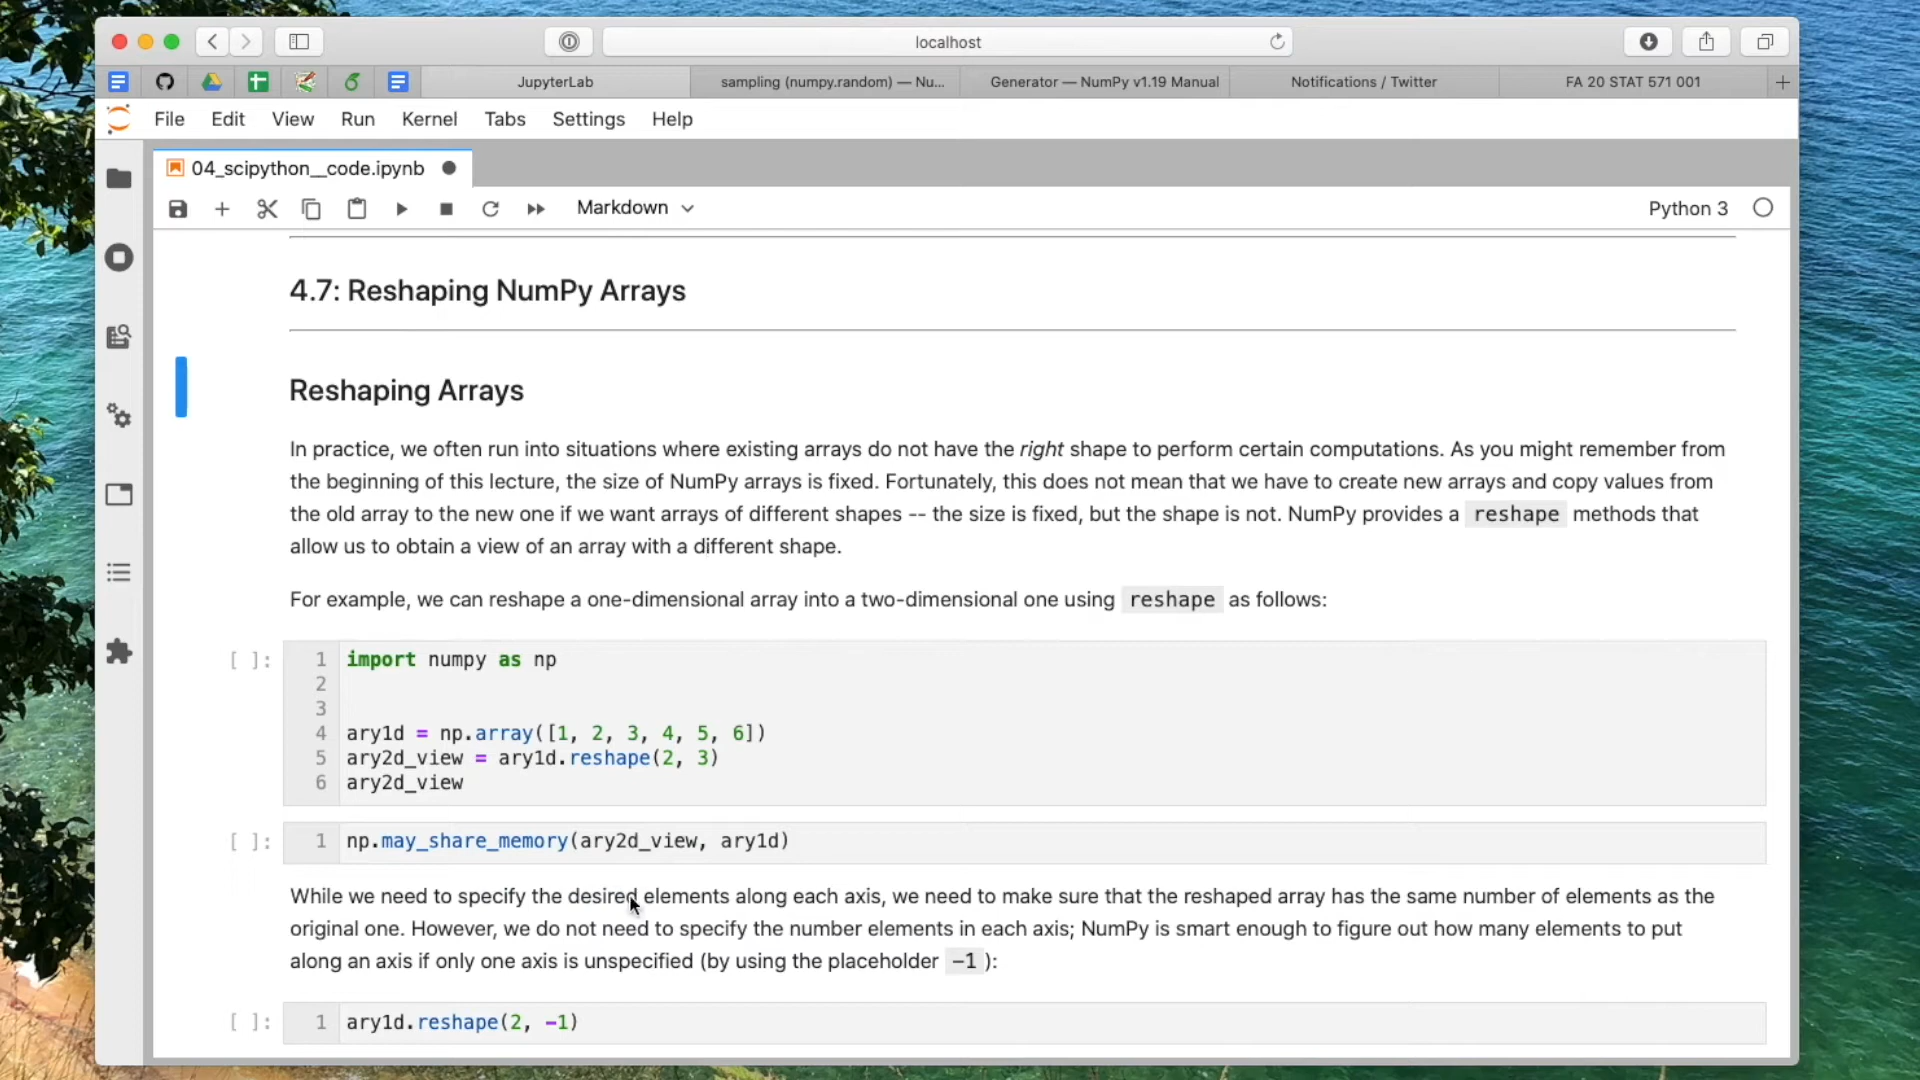 localhost
JupyterLab
sampling (numpy.random) — Nu...
Generator — NumPy v1.19 Manual
Notifications / Twitter
FA 20 STAT 571 001
File Edit View Run Kernel Tabs Settings Help
04_scipython__code.ipynb
Markdown
Python 3
4.7: Reshaping NumPy Arrays
Reshaping Arrays
In practice, we often run into situations where existing arrays do not have the right shape to perform certain computations. As you might remember from
the beginning of this lecture, the size of NumPy arrays is fixed. Fortunately, this does not mean that we have to create new arrays and copy values from
the old array to the new one if we want arrays of different shapes -- the size is fixed, but the shape is not. NumPy provides a reshape methods that
allow us to obtain a view of an array with a different shape.
For example, we can reshape a one-dimensional array into a two-dimensional one using reshape as follows:
[ ]: 1 import numpy as np
2
3
4 ary1d = np.array([1, 2, 3, 4, 5, 6])
5 ary2d_view = ary1d.reshape(2, 3)
6 ary2d_view
[ ]: 1 np.may_share_memory(ary2d_view, ary1d)
While we need to specify the desired elements along each axis, we need to make sure that the reshaped array has the same number of elements as the
original one. However, we do not need to specify the number elements in each axis; NumPy is smart enough to figure out how many elements to put
along an axis if only one axis is unspecified (by using the placeholder -1 ):
[ ]: 1 ary1d.reshape(2, -1)